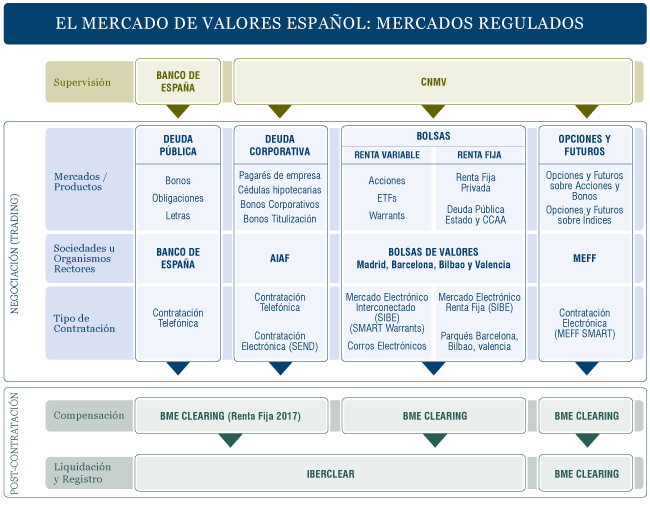 EL MERCADO DE VALORES ESPAÑOL: MERCADOS REGULADOS
Supervisión
BANCO DE
ESPAÑA
CNMV
NEGOCIACIÓN (TRADING)
Mercados /
Productos
DEUDA
PÚBLICA
Bonos
Obligaciones
Letras
DEUDA
CORPORATIVA
Pagarés de empresa
Cédulas hipotecarias
Bonos Corporativos
Bonos Titulización
BOLSAS
RENTA VARIABLE
Acciones
ETFs
Warrants
RENTA FIJA
Renta Fija
Privada
Deuda Pública
Estado y CCAA
OPCIONES Y
FUTUROS
Opciones y Futuros
sobre Acciones y
Bonos
Opciones y Futuros
sobre Índices
Sociedades u
Organismos
Rectores
BANCO DE
ESPAÑA
AIAF
BOLSAS DE VALORES
Madrid, Barcelona, Bilbao y Valencia
MEFF
Tipo de
Contratación
Contratación
Telefónica
Contratación
Telefónica
Contratación
Electrónica (SEND)
Mercado Electrónico
Interconectado
(SIBE)
(SMART Warrants)
Corros Electrónicos
Mercado Electrónico
Renta Fija (SIBE)
Parqués Barcelona,
Bilbao, valencia
Contratación
Electrónica
(MEFF SMART)
POST-CONTRATACIÓN
Compensación
BME CLEARING (Renta Fija 2017)
BME CLEARING
BME CLEARING
Liquidación
y Registro
IBERCLEAR
BME CLEARING